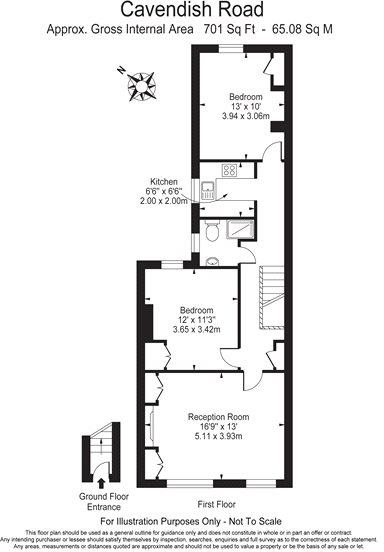 Cavendish Road
Approx. Gross Internal Area 701 Sq Ft - 65.08 Sq M
N
Bedroom
13' x 10'
3.94 x 3.06m
Kitchen
6'6" x 6'6"
2.00 x 2.00m
Bedroom
12' x 11'3"
3.65 x 3.42m
Reception Room
16'9" x 13'
5.11 x 3.93m
Ground Floor
Entrance
First Floor
For Illustration Purposes Only - Not To Scale
This floor plan should be used as a general outline for guidance only and does not constitute in whole or in part an offer or contract.
Any intending purchaser or lessee should satisfy themselves by inspection, searches, enquiries and full survey as to the correctness of each statement.
Any areas, measurements or distances quoted are approximate and should not be used to value a property or be the basis of any sale or let.